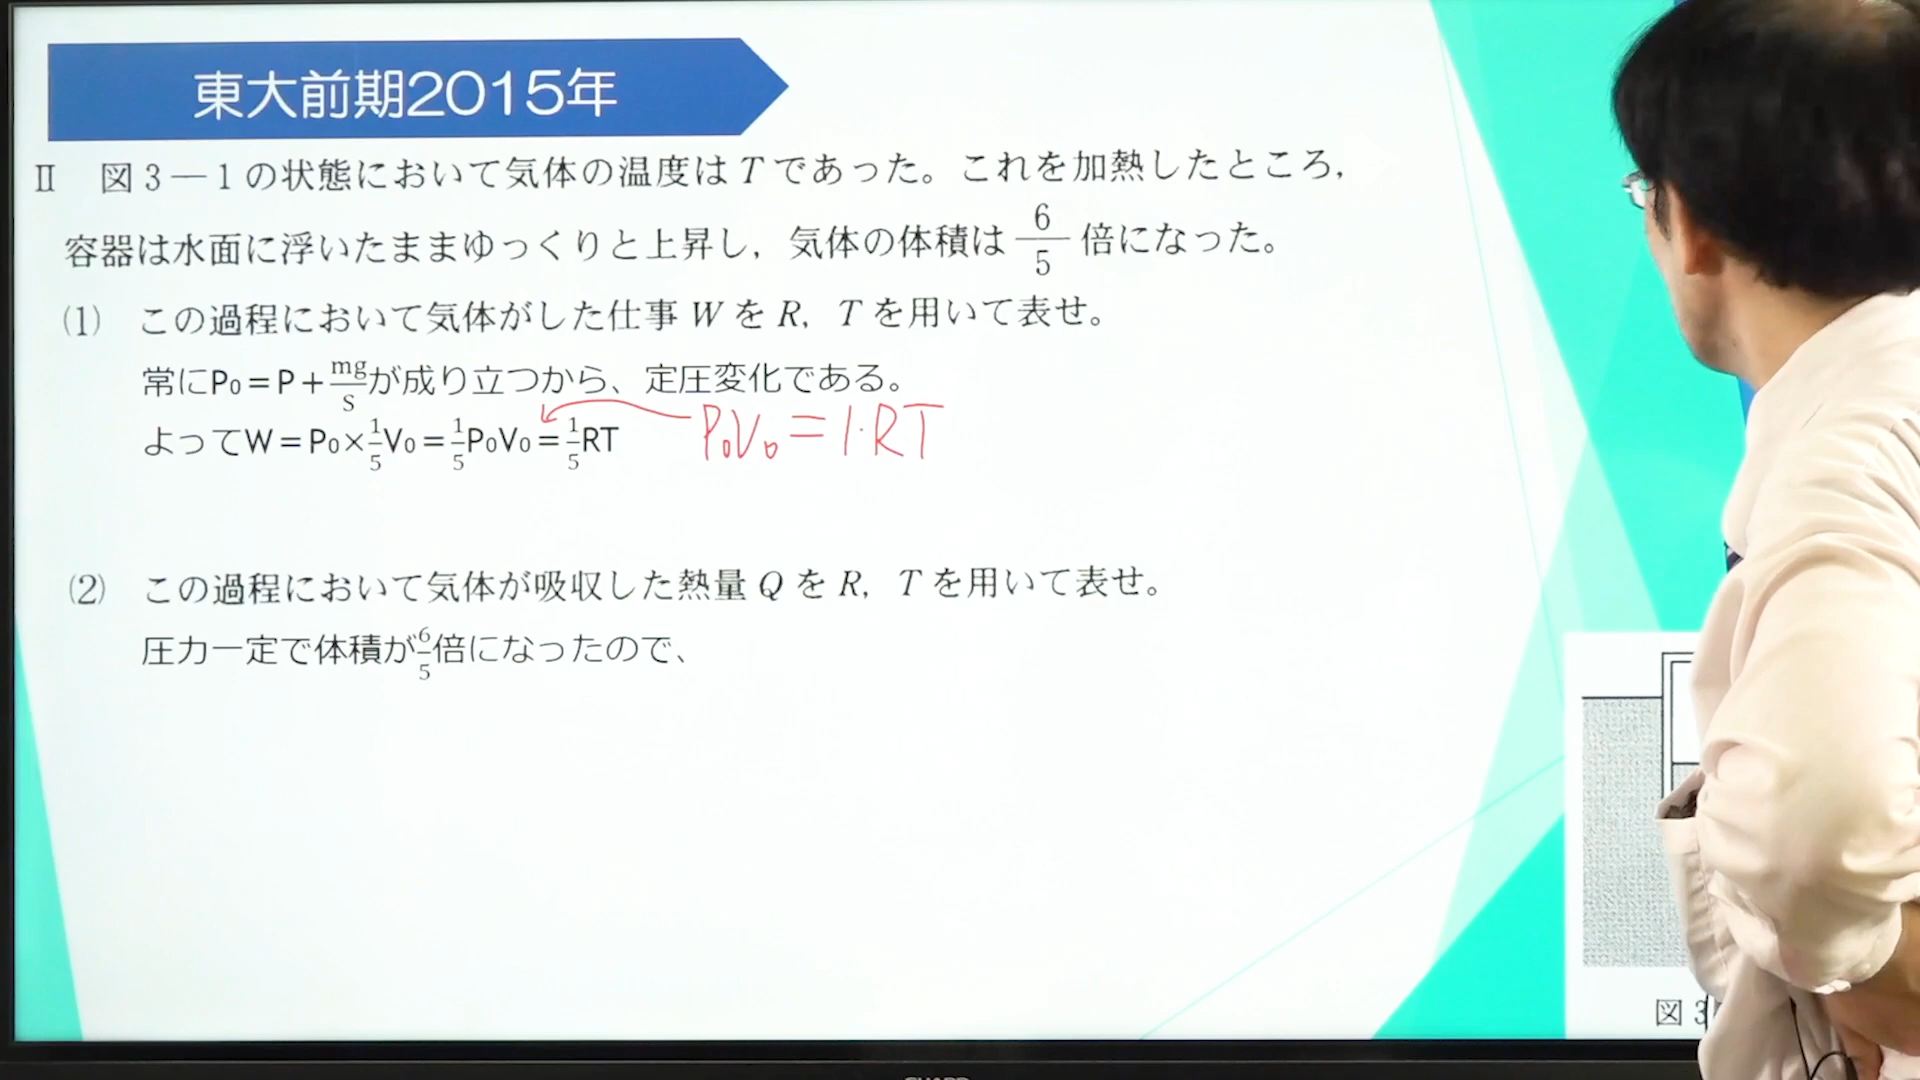 東大前期2015年
Ⅱ 図3―1の状態において気体の温度はTであった。これを加熱したところ,
容器は水面に浮いたままゆっくりと上昇し,気体の体積は6/5倍になった。
(1) この過程において気体がした仕事WをR, Tを用いて表せ。
常にP₀=P+mg/Sが成り立つから、定圧変化である。
よってW=P₀×1/5V₀=1/5P₀V₀=1/5RT
P₀V₀=1·RT
(2) この過程において気体が吸収した熱量QをR, Tを用いて表せ。
圧力一定で体積が6/5倍になったので、
図3